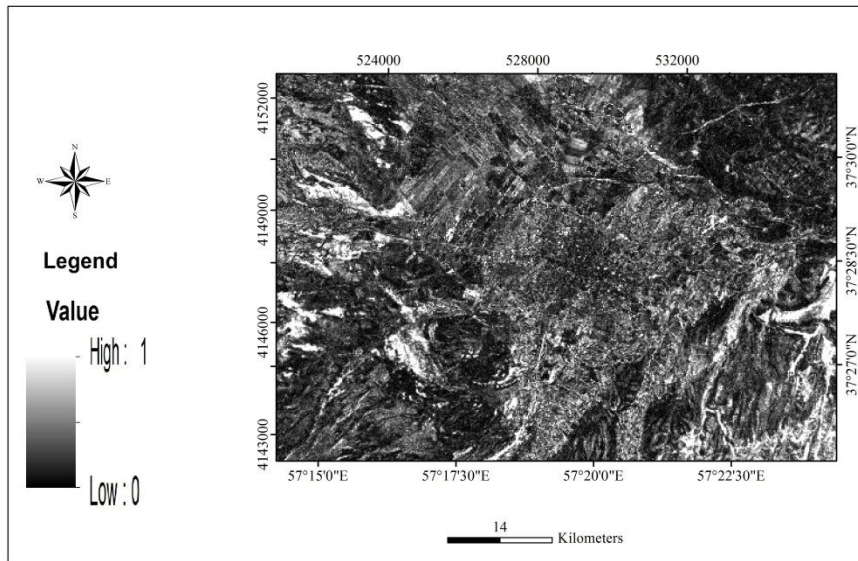 524000 528000 532000
4152000
4149000
4146000
4143000
37°30'0"N
37°28'30"N
37°27'0"N
57°15'0"E 57°17'30"E 57°20'0"E 57°22'30"E
N
W E
S
Legend
Value
High : 1
Low : 0
14
Kilometers